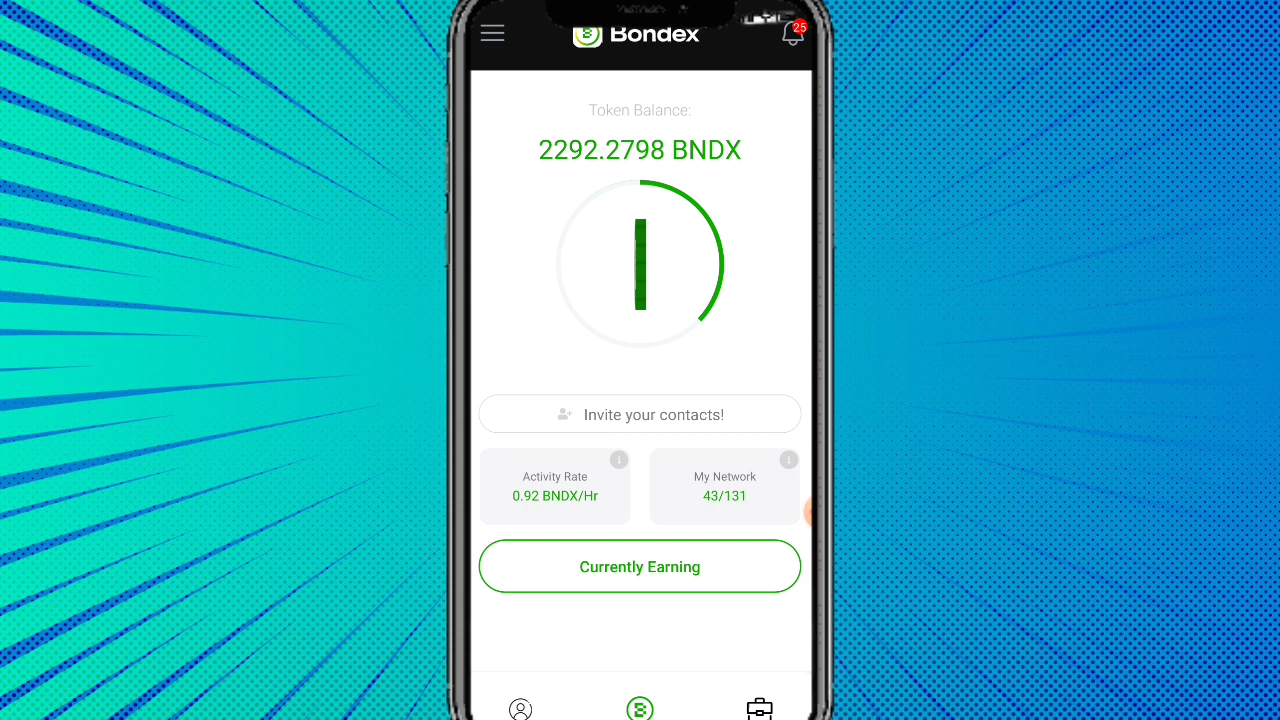 Bondex
25
Token Balance:
2292.2798 BNDX
Invite your contacts!
Activity Rate
0.92 BNDX/Hr
My Network
43/131
Currently Earning